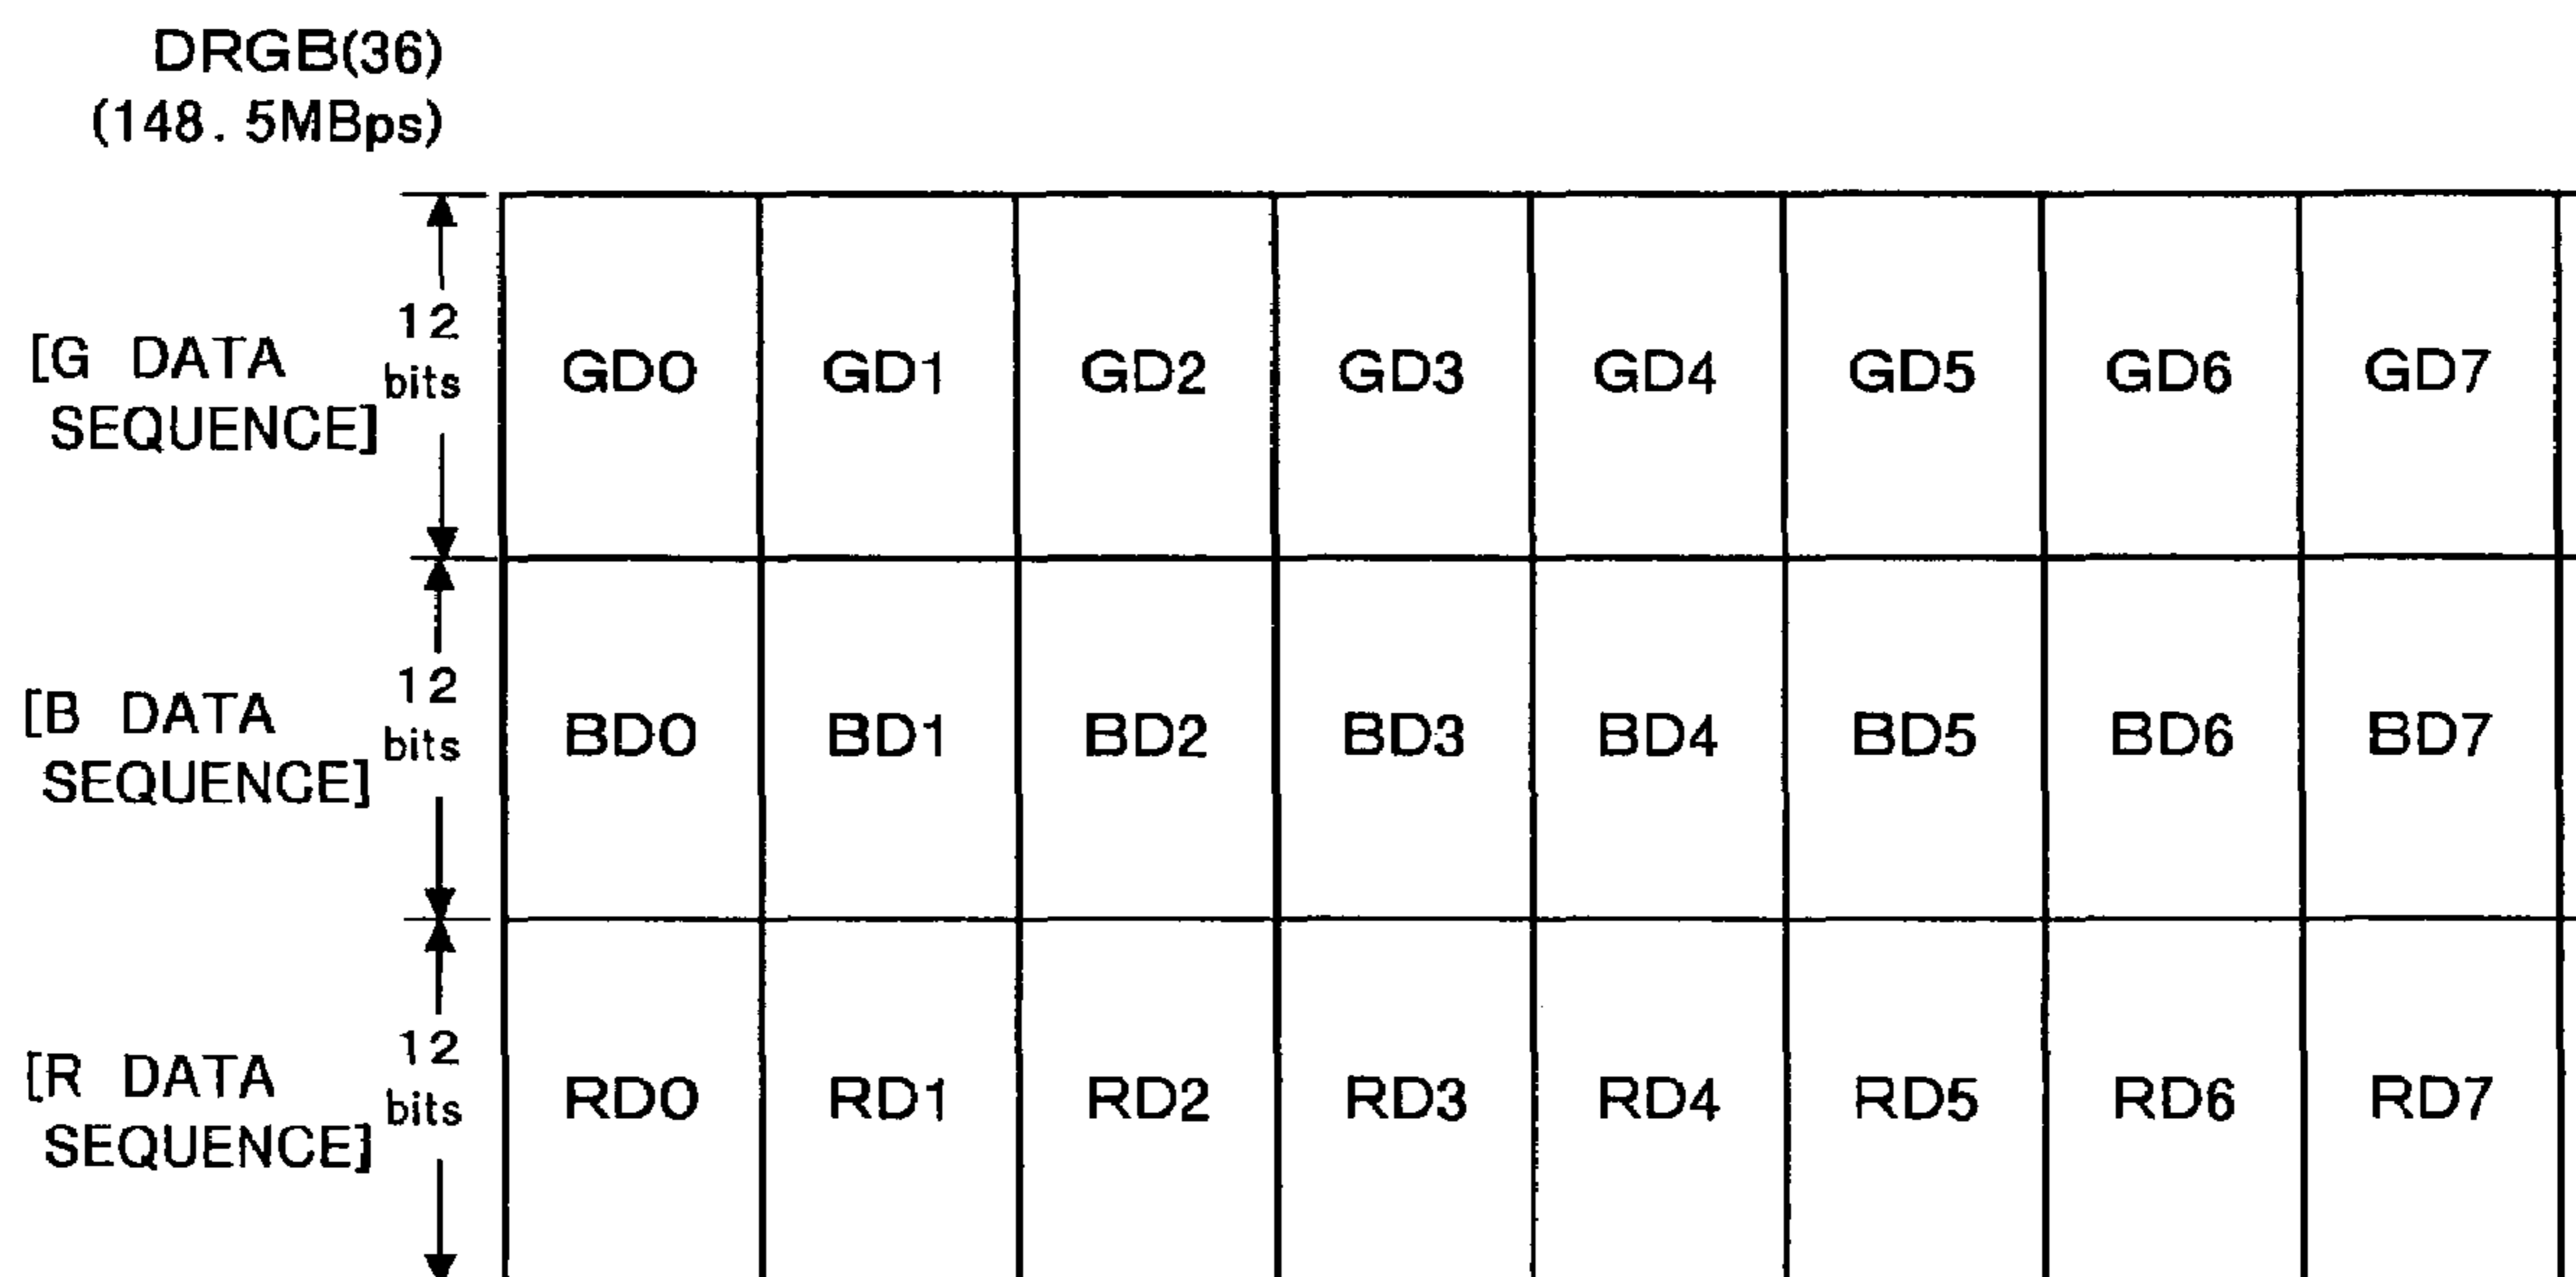 DRGB(36)
(148. 5MBps)
[G DATA
SEQUENCE]
12
bits
GD0 GD1 GD2 GD3 GD4 GD5 GD6 GD7
[B DATA
SEQUENCE]
12
bits
BD0 BD1 BD2 BD3 BD4 BD5 BD6 BD7
[R DATA
SEQUENCE]
12
bits
RD0 RD1 RD2 RD3 RD4 RD5 RD6 RD7